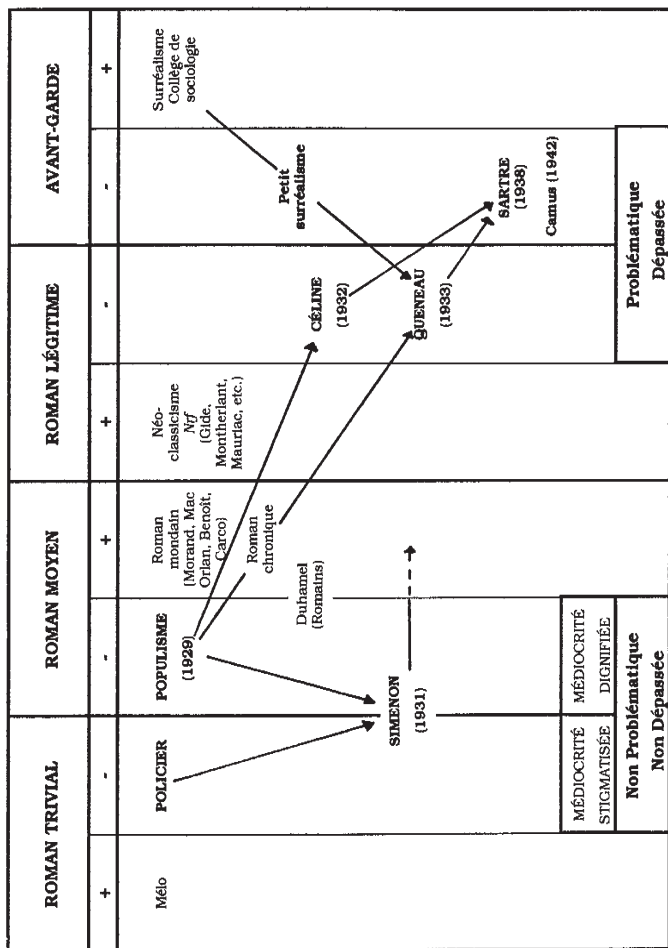 ROMAN TRIVIAL
ROMAN MOYEN
ROMAN LÉGITIME
AVANT-GARDE
+
-
-
+
+
-
-
+
Mélo
POLICIER
POPULISME
(1929)
Roman
mondain
(Morand, Mac
Orlan, Benoît,
Carco)
Roman
chronique
Duhamel
(Romains)
Néo-
classicisme
Nrf
(Gide,
Montherlant,
Mauriac, etc.)
Surréalisme
Collège de
sociologie
Petit
surréalisme
CÉLINE
(1932)
QUENEAU
(1933)
SIMENON
(1931)
SARTRE
(1938)
Camus (1942)
MÉDIOCRITÉ
STIGMATISÉE
MÉDIOCRITÉ
DIGNIFIÉE
Non Problématique
Non Dépassée
Problématique
Dépassée